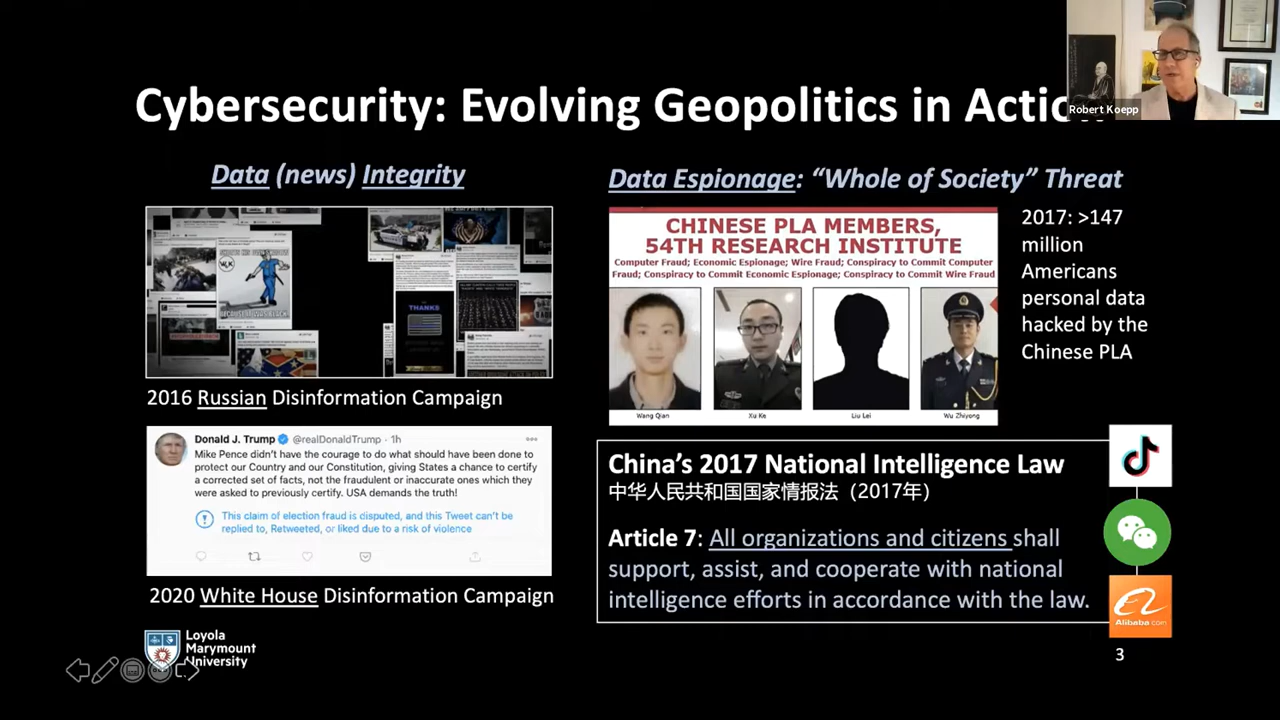 Robert Koepp
Cybersecurity: Evolving Geopolitics in Action
Data (news) Integrity
THANKS
2016 Russian Disinformation Campaign
Donald J. Trump @realDonaldTrump · 1h
Mike Pence didn't have the courage to do what should have been done to
protect our Country and our Constitution, giving States a chance to certify
a corrected set of facts, not the fraudulent or inaccurate ones which they
were asked to previously certify. USA demands the truth!
This claim of election fraud is disputed, and this Tweet can't be
replied to, Retweeted, or liked due to a risk of violence
2020 White House Disinformation Campaign
Loyola
Marymount
University
Data Espionage: “Whole of Society” Threat
CHINESE PLA MEMBERS,
54TH RESEARCH INSTITUTE
Computer Fraud; Economic Espionage; Wire Fraud; Conspiracy to Commit Computer
Fraud; Conspiracy to Commit Economic Espionage; Conspiracy to Commit Wire Fraud
Wang Qian
Xu Ke
Liu Lei
Wu Zhiyong
2017: >147
million
Americans
personal data
hacked by the
Chinese PLA
China's 2017 National Intelligence Law
中华人民共和国国家情报法（2017年）
Article 7: All organizations and citizens shall
support, assist, and cooperate with national
intelligence efforts in accordance with the law.
Alibaba.com
3